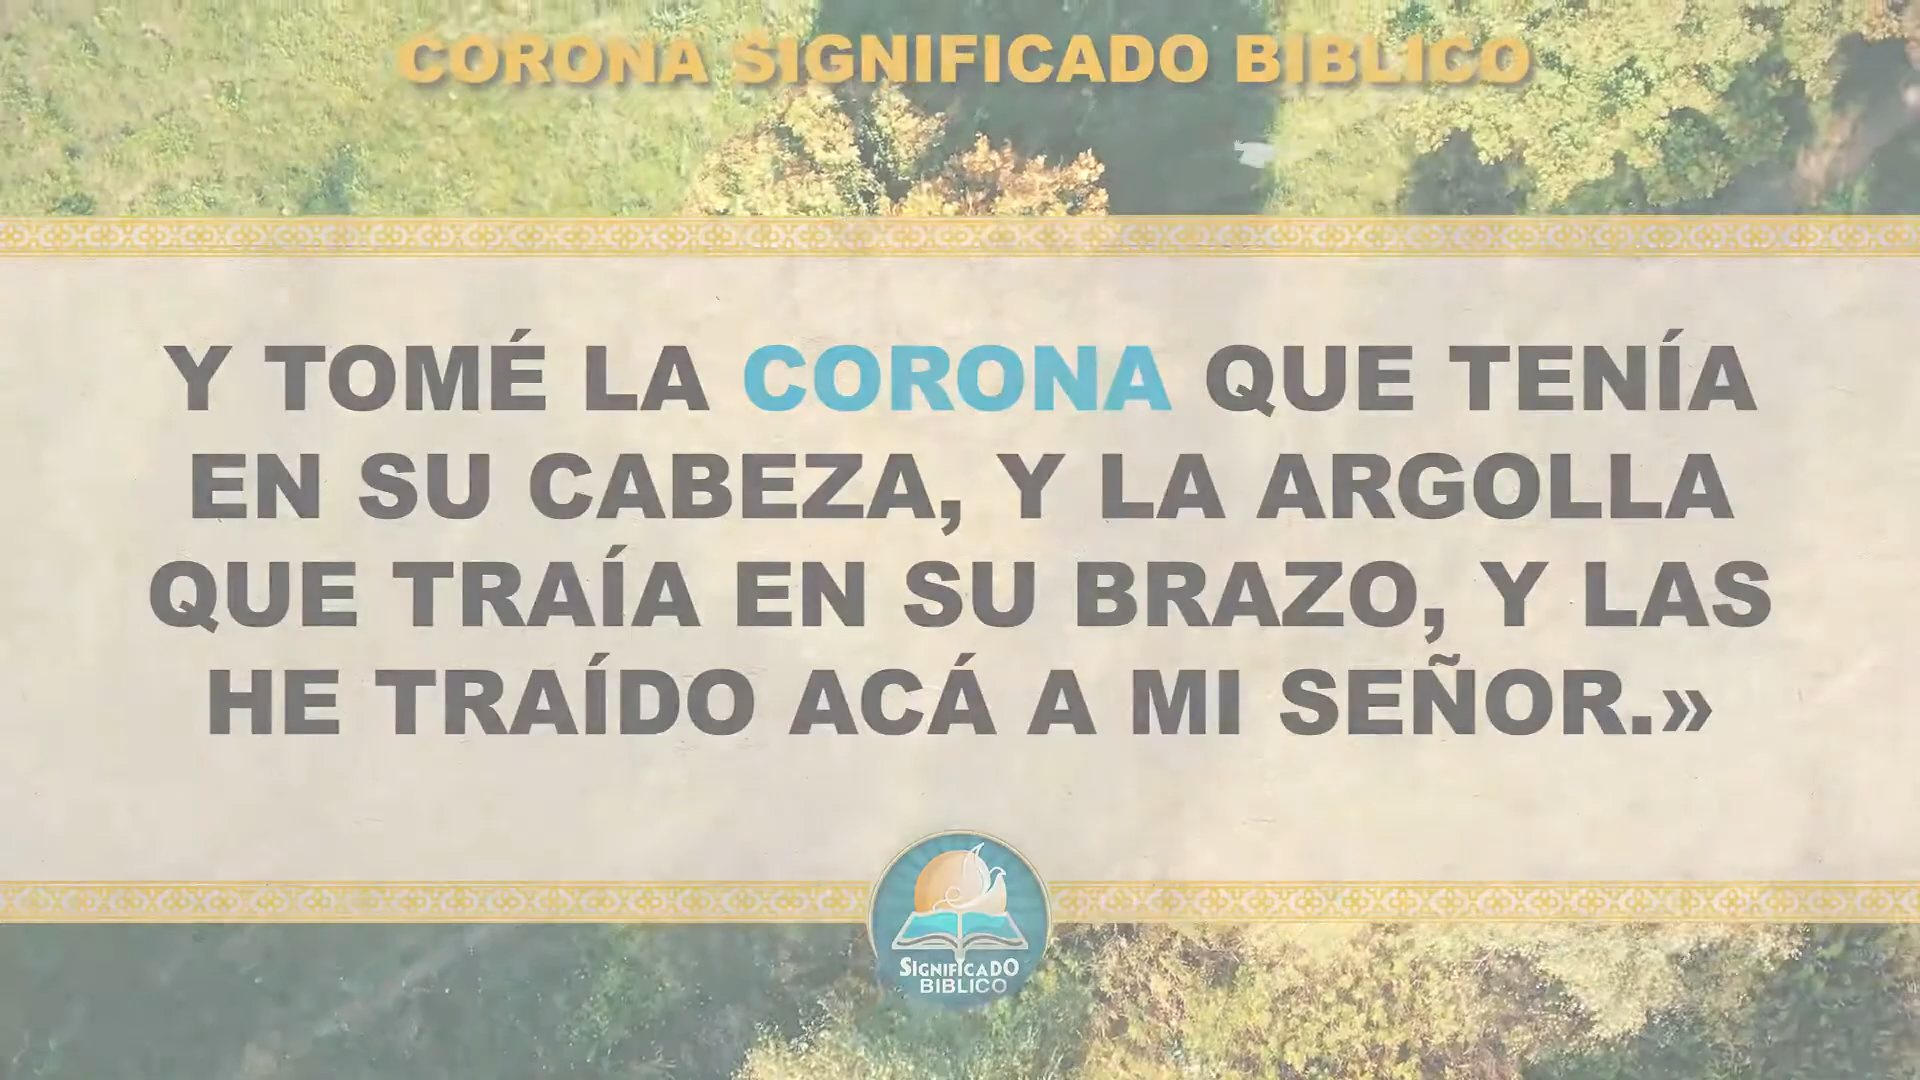 CORONA SIGNIFICADO BIBLICO
Y TOMÉ LA CORONA QUE TENÍA
EN SU CABEZA, Y LA ARGOLLA
QUE TRAÍA EN SU BRAZO, Y LAS
HE TRAÍDO ACÁ A MI SEÑOR.»
SIGNIFICADO
BIBLICO